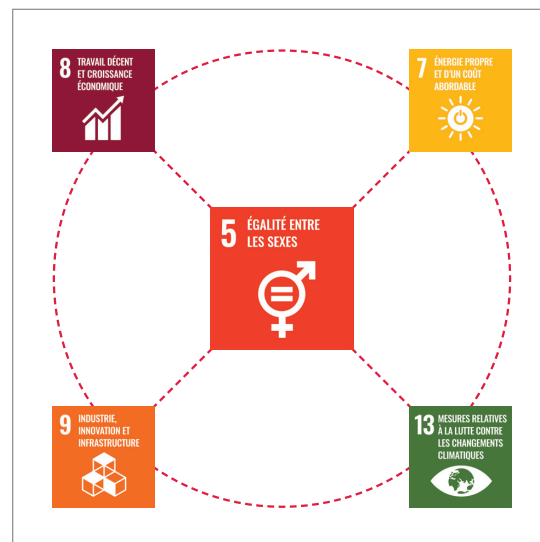 8 TRAVAIL DÉCENT
ET CROISSANCE
ÉCONOMIQUE
7 ÉNERGIE PROPRE
ET D'UN COÛT
ABORDABLE
5 ÉGALITÉ ENTRE
LES SEXES
9 INDUSTRIE,
INNOVATION ET
INFRASTRUCTURE
13 MESURES RELATIVES
À LA LUTTE CONTRE
LES CHANGEMENTS
CLIMATIQUES